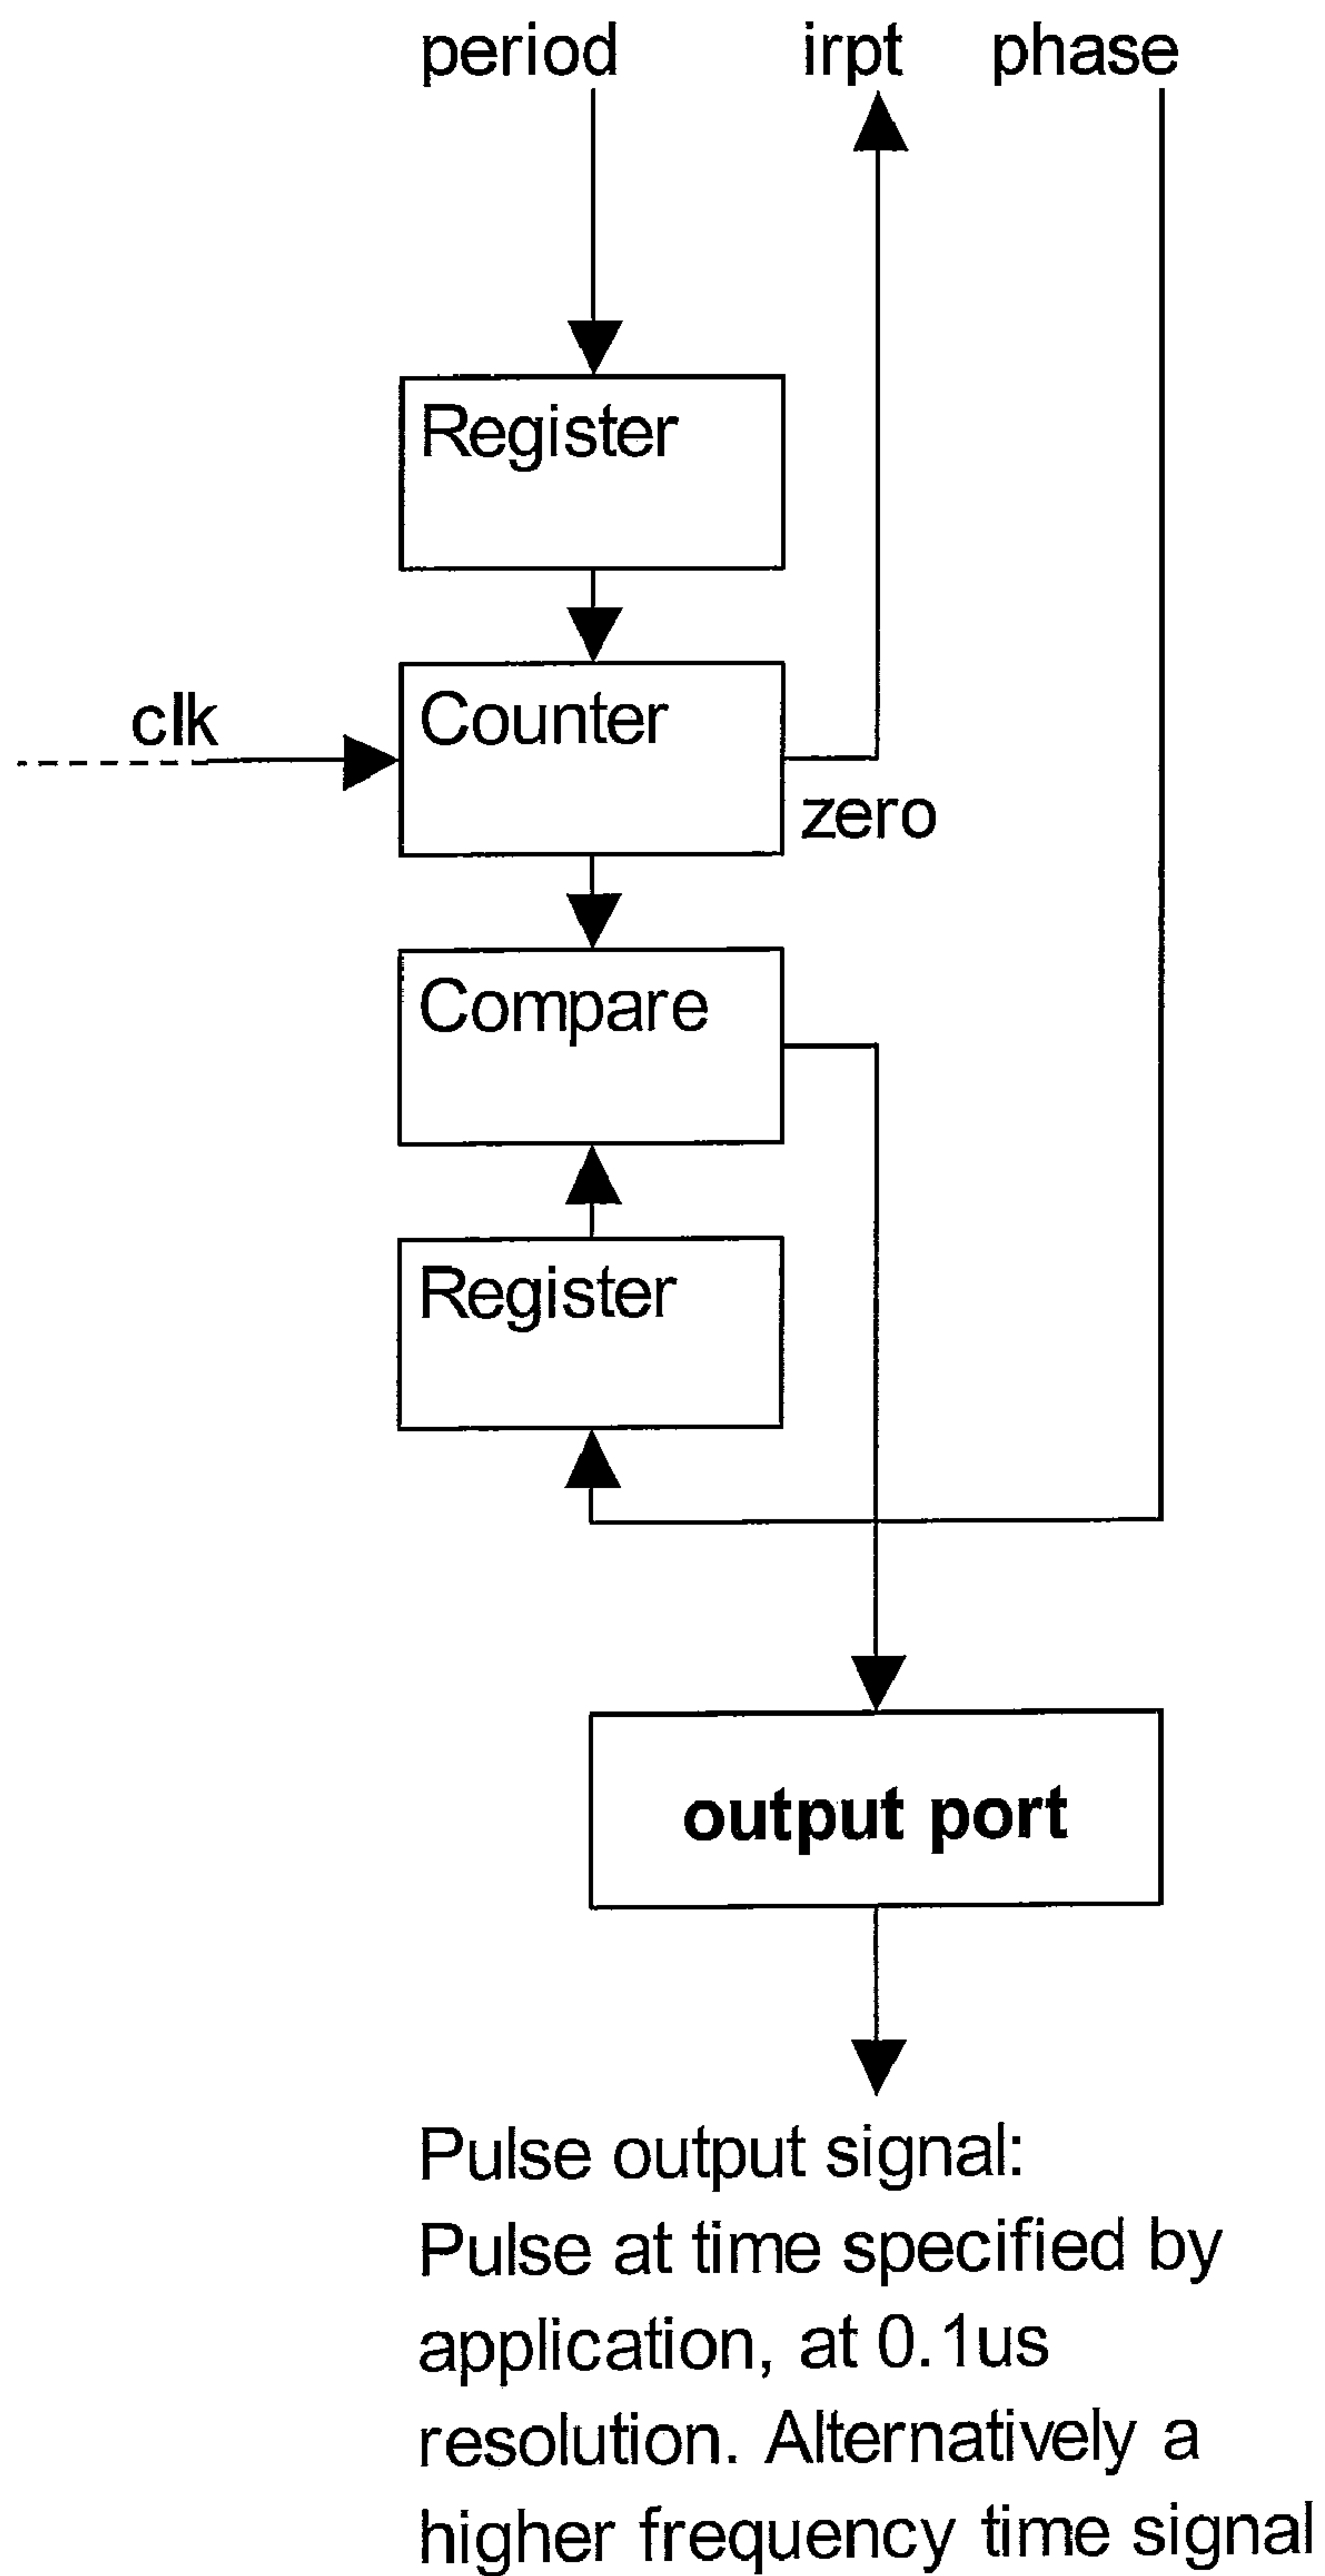 period irpt phase
Register
clk
Counter
zero
Compare
Register
output port
Pulse output signal:
Pulse at time specified by
application, at 0.1us
resolution. Alternatively a
higher frequency time signal